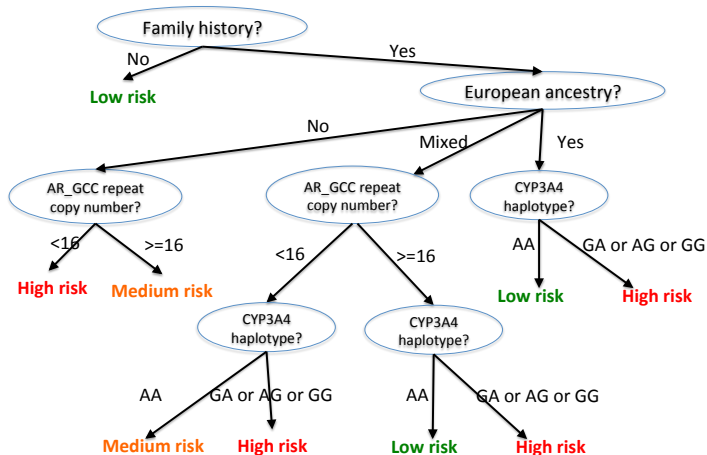 Family history?
No
Yes
Low risk
European ancestry?
No
Mixed
Yes
AR_GCC repeat
copy number?
AR_GCC repeat
copy number?
CYP3A4
haplotype?
<16
>=16
<16
>=16
AA
GA or AG or GG
High risk
Medium risk
Low risk
High risk
CYP3A4
haplotype?
CYP3A4
haplotype?
AA
GA or AG or GG
AA
GA or AG or GG
Medium risk
High risk
Low risk
High risk